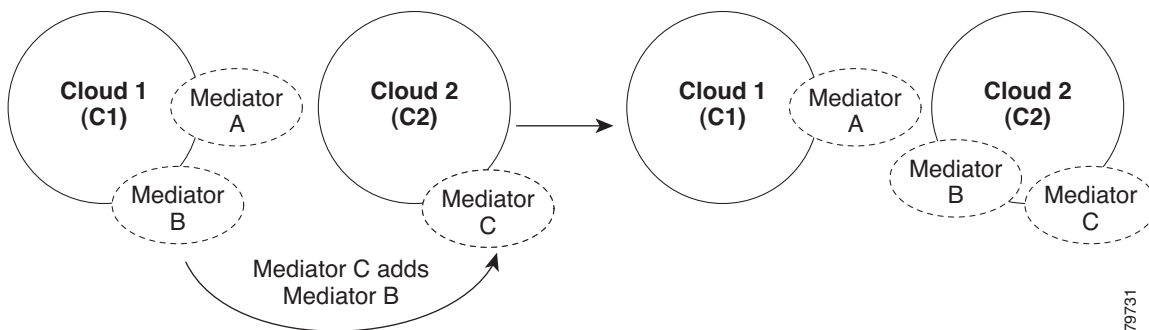 Cloud 1
(C1)
Mediator
A
Mediator
B
Cloud 2
(C2)
Mediator
C
Mediator C adds
Mediator B
Cloud 1
(C1)
Mediator
A
Cloud 2
(C2)
Mediator
B
Mediator
C
79731